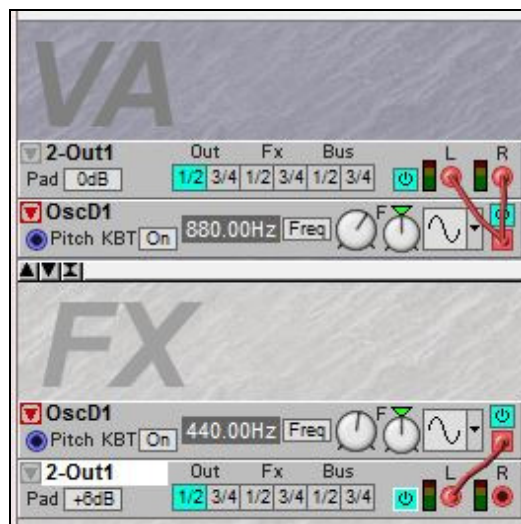 VA
2-Out1 Out Fx Bus L R
Pad 0dB 1/2 3/4 1/2 3/4 1/2 3/4
OscD1
Pitch KBT On 880.00Hz Freq F
FX
OscD1
Pitch KBT On 440.00Hz Freq F
2-Out1 Out Fx Bus L R
Pad +6dB 1/2 3/4 1/2 3/4 1/2 3/4